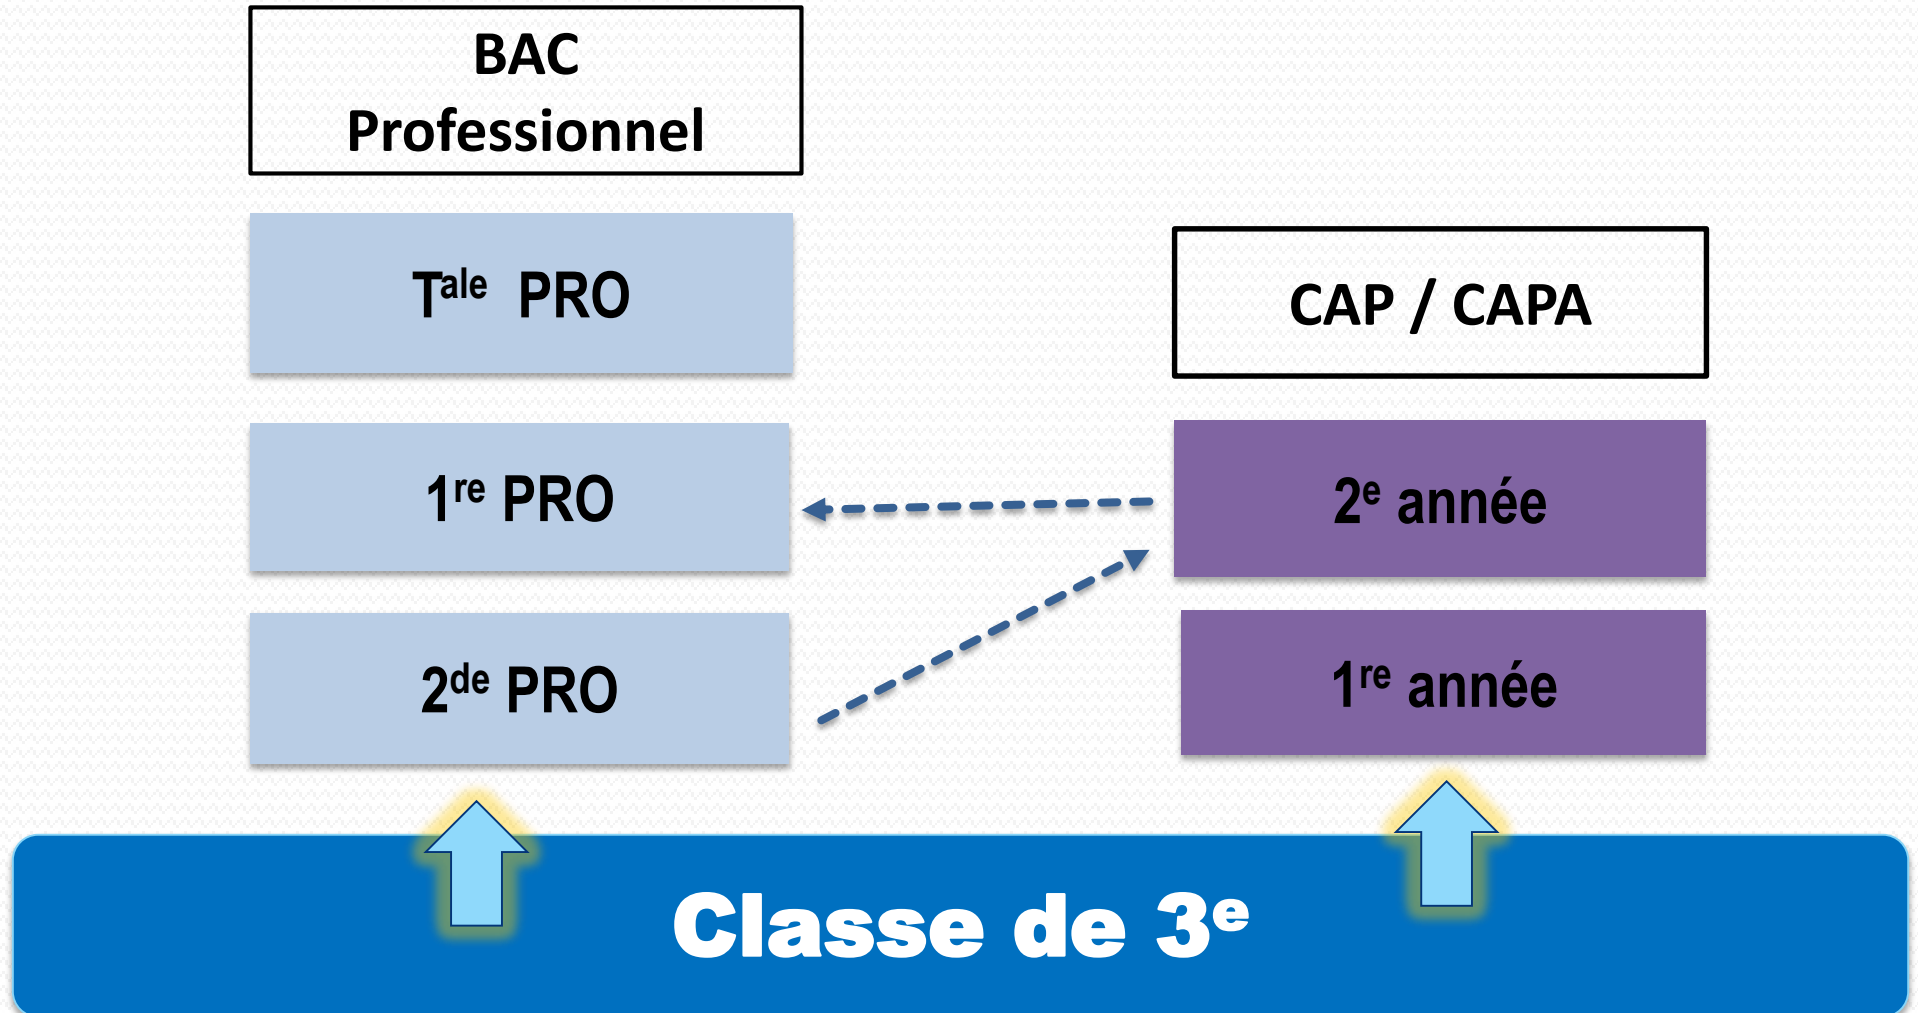 BAC
Professionnel
Tale PRO
CAP / CAPA
1re PRO
2e année
2de PRO
1re année
Classe de 3e